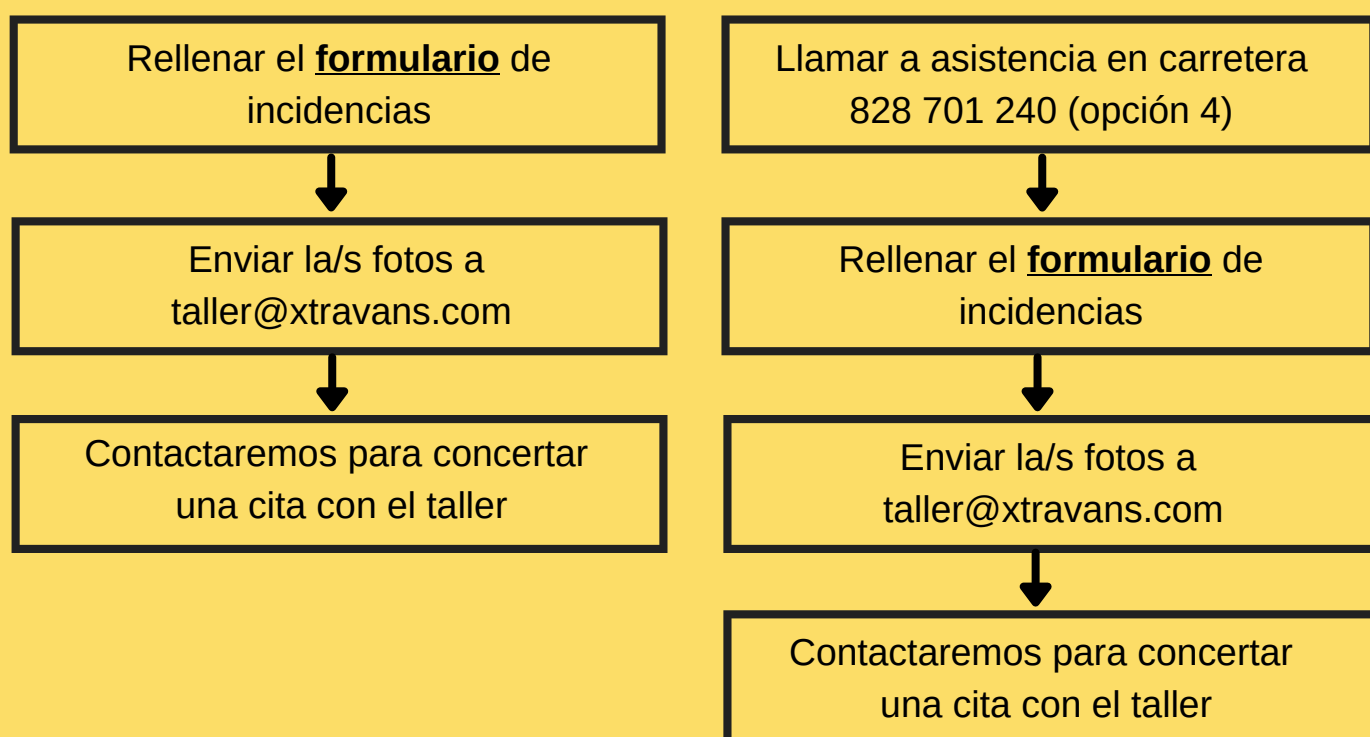 Rellenar el formulario de
incidencias
Enviar la/s fotos a
taller@xtravans.com
Contactaremos para concertar
una cita con el taller
Llamar a asistencia en carretera
828 701 240 (opción 4)
Rellenar el formulario de
incidencias
Enviar la/s fotos a
taller@xtravans.com
Contactaremos para concertar
una cita con el taller